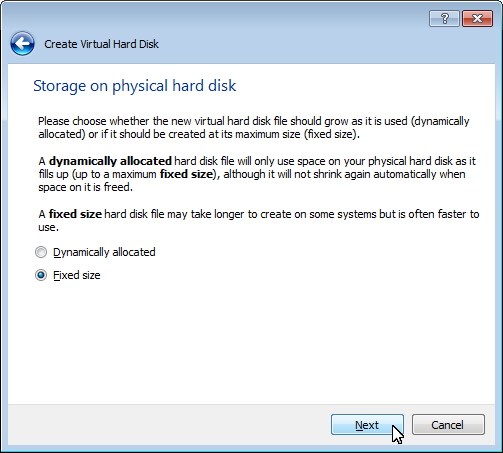 Create Virtual Hard Disk
Storage on physical hard disk
Please choose whether the new virtual hard disk file should grow as it is used (dynamically
allocated) or if it should be created at its maximum size (fixed size).
A dynamically allocated hard disk file will only use space on your physical hard disk as it
fills up (up to a maximum fixed size), although it will not shrink again automatically when
space on it is freed.
A fixed size hard disk file may take longer to create on some systems but is often faster to
use.
Dynamically allocated
Fixed size
Next
Cancel